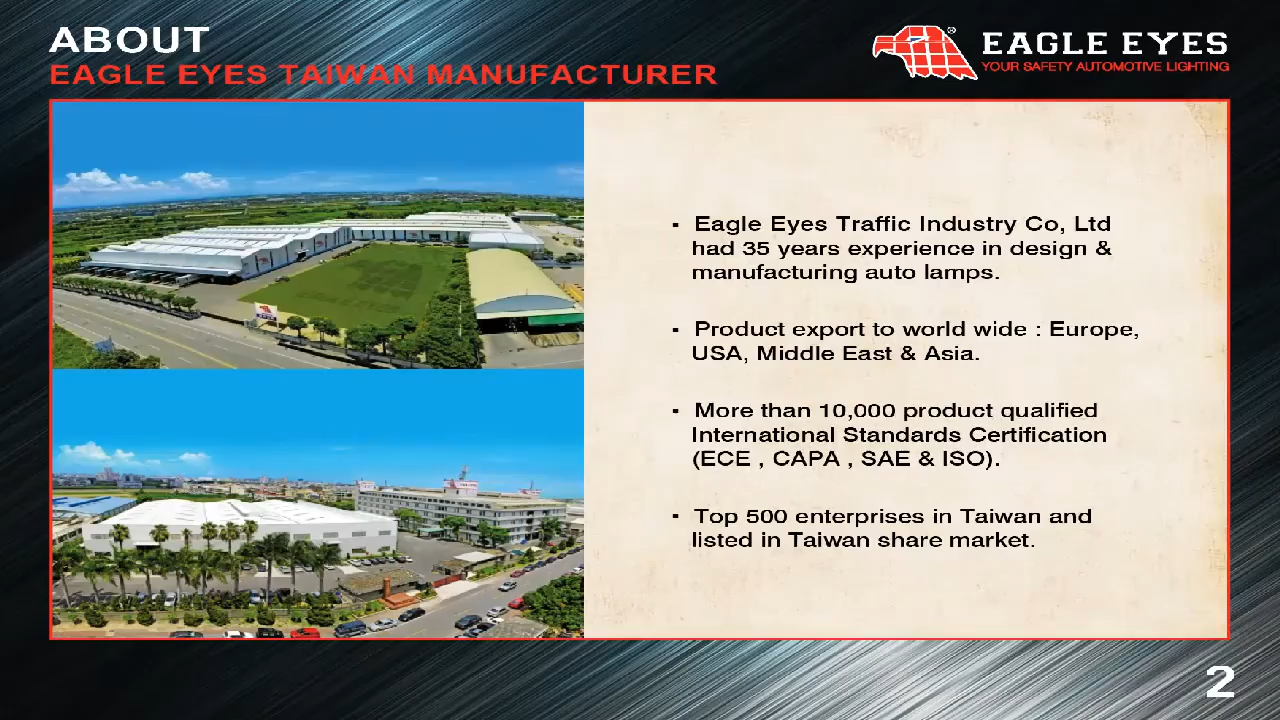 ABOUT
EAGLE EYES TAIWAN MANUFACTURER
EAGLE EYES
YOUR SAFETY AUTOMOTIVE LIGHTING
▪ Eagle Eyes Traffic Industry Co, Ltd
had 35 years experience in design &
manufacturing auto lamps.
▪ Product export to world wide : Europe,
USA, Middle East & Asia.
▪ More than 10,000 product qualified
International Standards Certification
(ECE , CAPA , SAE & ISO).
▪ Top 500 enterprises in Taiwan and
listed in Taiwan share market.
2